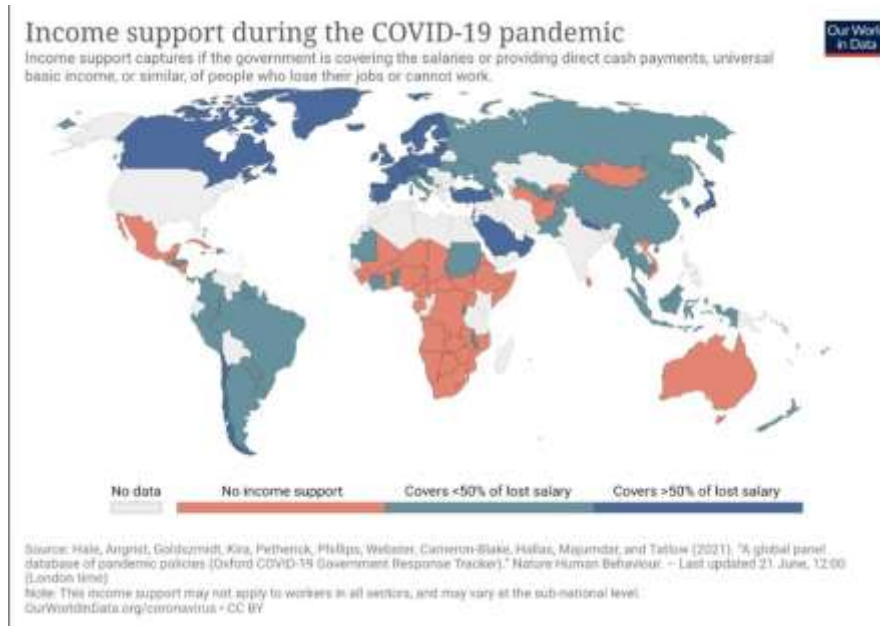 Income support during the COVID-19 pandemic
Our World
in Data
Income support captures if the government is covering the salaries or providing direct cash payments, universal
basic income, or similar, of people who lose their jobs or cannot work.
No data
No income support
Covers <50% of lost salary
Covers >50% of lost salary
Source: Hale, Angrist, Goldszmidt, Kira, Petherick, Phillips, Webster, Cameron-Blake, Hallas, Majumdar, and Tatlow (2021). "A global panel
database of pandemic policies (Oxford COVID-19 Government Response Tracker)." Nature Human Behaviour. – Last updated 21 June, 12:00
(London time)
Note: This income support may not apply to workers in all sectors, and may vary at the sub-national level.
OurWorldInData.org/coronavirus • CC BY